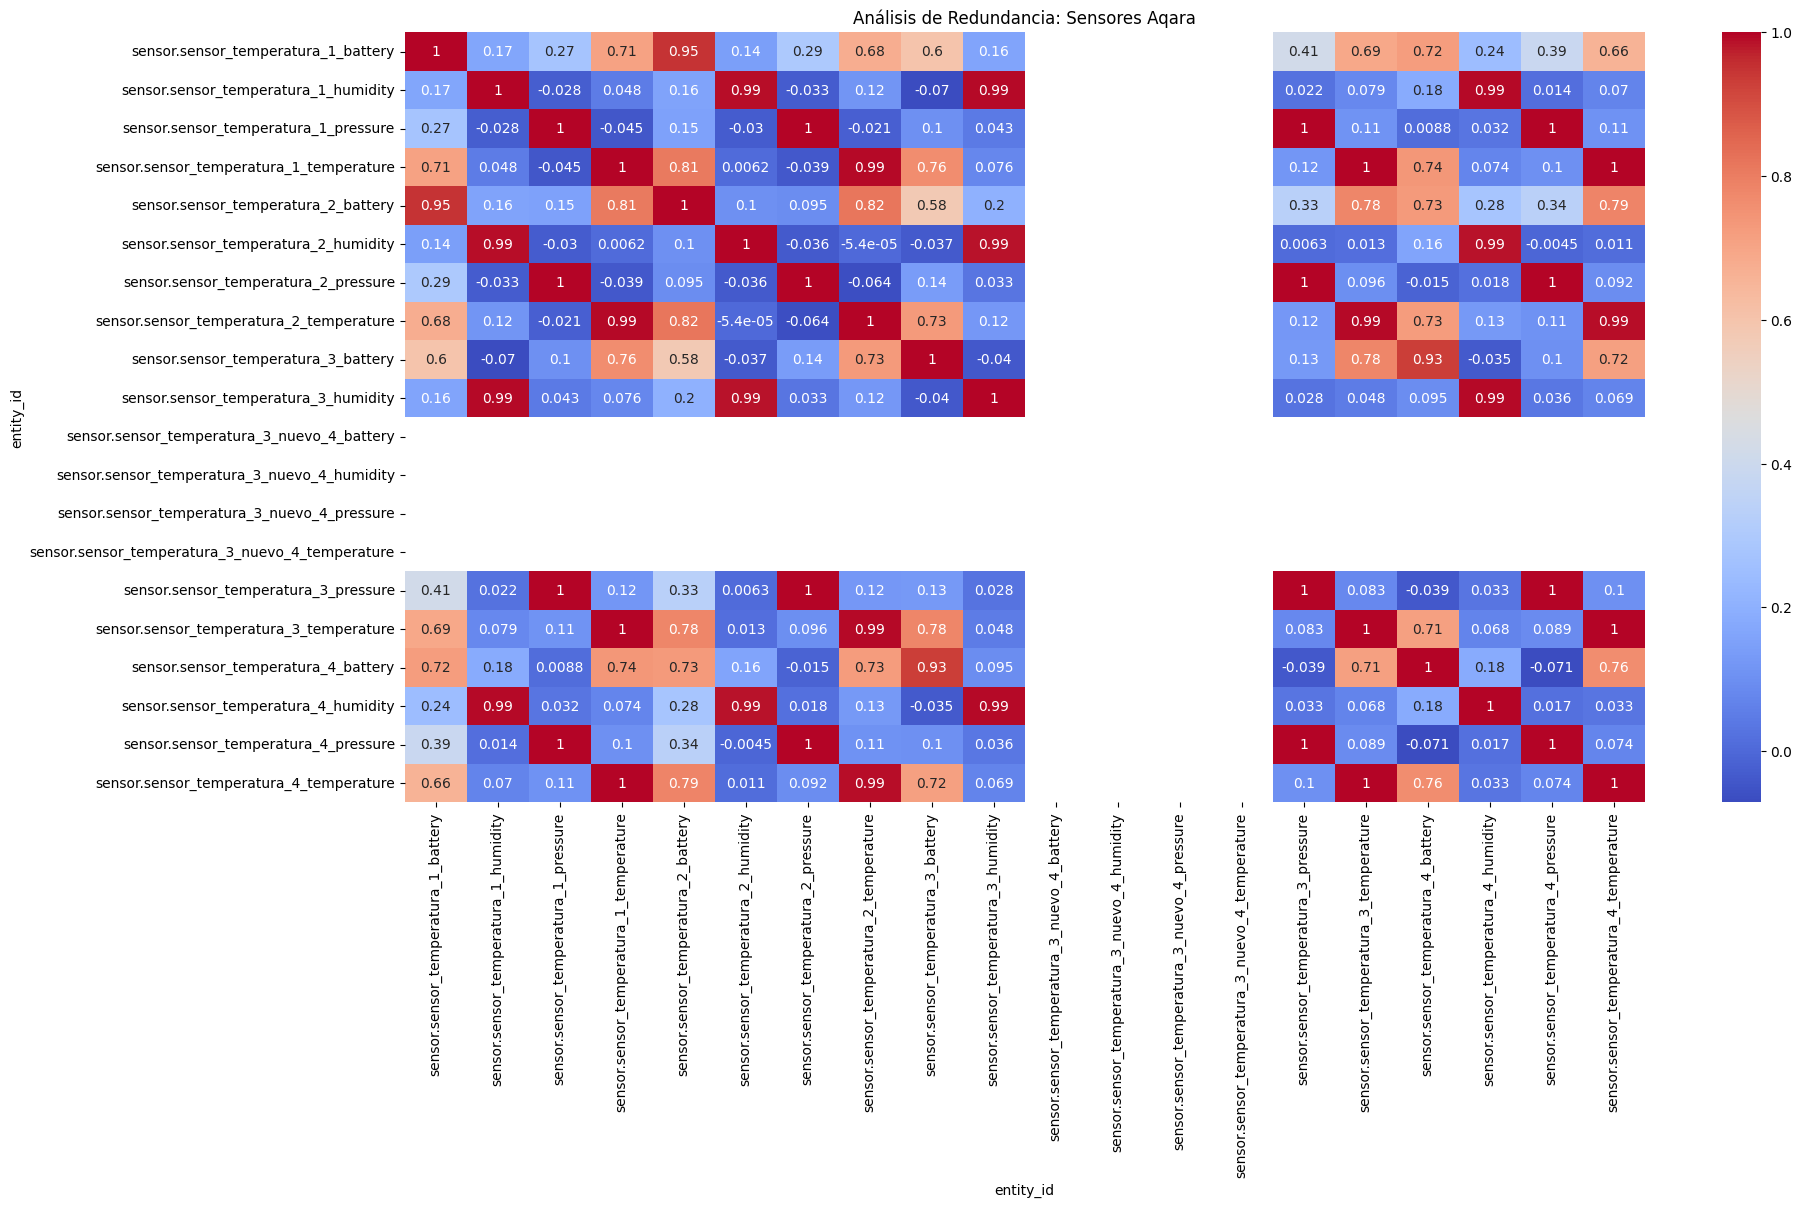 Análisis de Redundancia: Sensores Aqara
sensor.sensor_temperatura_1_battery 1 0.17 0.27 0.71 0.95 0.14 0.29 0.68 0.6 0.16 0.41 0.69 0.72 0.24 0.39 0.66
sensor.sensor_temperatura_1_humidity 0.17 1 -0.028 0.048 0.16 0.99 -0.033 0.12 -0.07 0.99 0.022 0.079 0.18 0.99 0.014 0.07
sensor.sensor_temperatura_1_pressure 0.27 -0.028 1 -0.045 0.15 -0.03 1 -0.021 0.1 0.043 1 0.11 0.0088 0.032 1 0.11
sensor.sensor_temperatura_1_temperature 0.71 0.048 -0.045 1 0.81 0.0062 -0.039 0.99 0.76 0.076 0.12 1 0.74 0.074 0.1 1
sensor.sensor_temperatura_2_battery 0.95 0.16 0.15 0.81 1 0.1 0.095 0.82 0.58 0.2 0.33 0.78 0.73 0.28 0.34 0.79
sensor.sensor_temperatura_2_humidity 0.14 0.99 -0.03 0.0062 0.1 1 -0.036 -5.4e-05 -0.037 0.99 0.0063 0.013 0.16 0.99 -0.0045 0.011
sensor.sensor_temperatura_2_pressure 0.29 -0.033 1 -0.039 0.095 -0.036 1 -0.064 0.14 0.033 1 0.096 -0.015 0.018 1 0.092
sensor.sensor_temperatura_2_temperature 0.68 0.12 -0.021 0.99 0.82 -5.4e-05 -0.064 1 0.73 0.12 0.12 0.99 0.73 0.13 0.11 0.99
sensor.sensor_temperatura_3_battery 0.6 -0.07 0.1 0.76 0.58 -0.037 0.14 0.73 1 -0.04 0.13 0.78 0.93 -0.035 0.1 0.72
sensor.sensor_temperatura_3_humidity 0.16 0.99 0.043 0.076 0.2 0.99 0.033 0.12 -0.04 1 0.028 0.048 0.095 0.99 0.036 0.069
sensor.sensor_temperatura_3_nuevo_4_battery
sensor.sensor_temperatura_3_nuevo_4_humidity
sensor.sensor_temperatura_3_nuevo_4_pressure
sensor.sensor_temperatura_3_nuevo_4_temperature
sensor.sensor_temperatura_3_pressure 0.41 0.022 1 0.12 0.33 0.0063 1 0.12 0.13 0.028 1 0.083 -0.039 0.033 1 0.1
sensor.sensor_temperatura_3_temperature 0.69 0.079 0.11 1 0.78 0.013 0.096 0.99 0.78 0.048 0.083 1 0.71 0.068 0.089 1
sensor.sensor_temperatura_4_battery 0.72 0.18 0.0088 0.74 0.73 0.16 -0.015 0.73 0.93 0.095 -0.039 0.71 1 0.18 -0.071 0.76
sensor.sensor_temperatura_4_humidity 0.24 0.99 0.032 0.074 0.28 0.99 0.018 0.13 -0.035 0.99 0.033 0.068 0.18 1 0.017 0.033
sensor.sensor_temperatura_4_pressure 0.39 0.014 1 0.1 0.34 -0.0045 1 0.11 0.1 0.036 1 0.089 -0.071 0.017 1 0.074
sensor.sensor_temperatura_4_temperature 0.66 0.07 0.11 1 0.79 0.011 0.092 0.99 0.72 0.069 0.1 1 0.76 0.033 0.074 1
entity_id
sensor.sensor_temperatura_1_battery
sensor.sensor_temperatura_1_humidity
sensor.sensor_temperatura_1_pressure
sensor.sensor_temperatura_1_temperature
sensor.sensor_temperatura_2_battery
sensor.sensor_temperatura_2_humidity
sensor.sensor_temperatura_2_pressure
sensor.sensor_temperatura_2_temperature
sensor.sensor_temperatura_3_battery
sensor.sensor_temperatura_3_humidity
sensor.sensor_temperatura_3_nuevo_4_battery
sensor.sensor_temperatura_3_nuevo_4_humidity
sensor.sensor_temperatura_3_nuevo_4_pressure
sensor.sensor_temperatura_3_nuevo_4_temperature
sensor.sensor_temperatura_3_pressure
sensor.sensor_temperatura_3_temperature
sensor.sensor_temperatura_4_battery
sensor.sensor_temperatura_4_humidity
sensor.sensor_temperatura_4_pressure
sensor.sensor_temperatura_4_temperature
entity_id
1.0
0.8
0.6
0.4
0.2
0.0